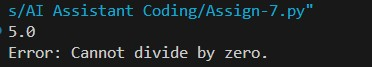 s/AI Assistant Coding/Assign-7.py"
5.0
Error: Cannot divide by zero.